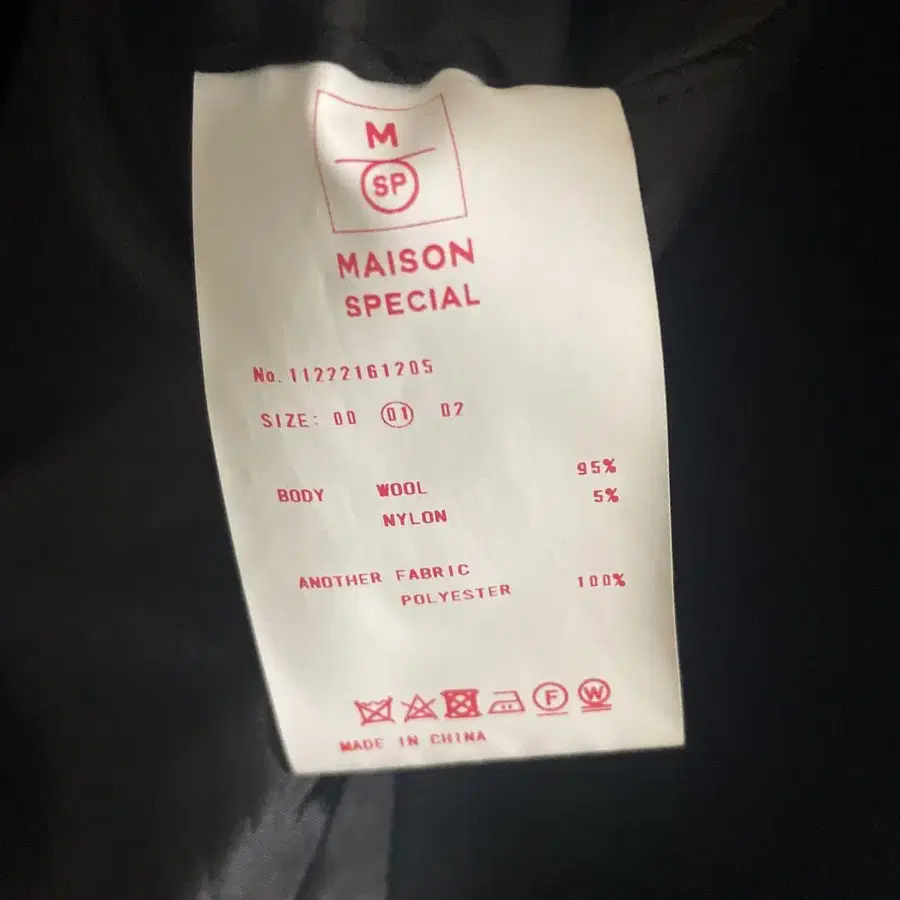 M
SP
MAISON
SPECIAL
No. 11222161205
SIZE: 00 01 02
BODY WOOL 95%
NYLON 5%
ANOTHER FABRIC
POLYESTER 100%
F W
MADE IN CHINA